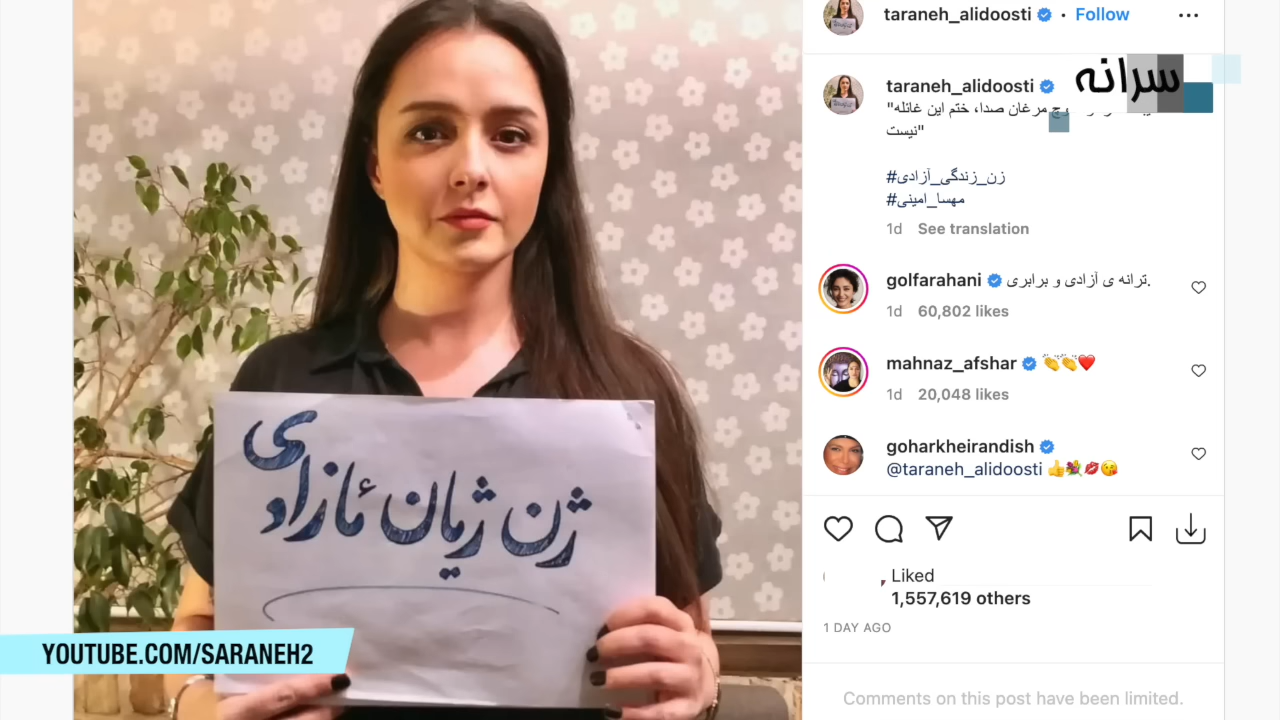 ژن ژیان ئازادی
YOUTUBE.COM/SARANEH2
taraneh_alidoosti · Follow
سرانه
taraneh_alidoosti
مرغان صدا، ختم این غائله"
نیست"
#زن_زندگی_آزادی
#مهسا_امینی
1d See translation
golfarahani ترانه ی آزادی و برابری.
1d 60,802 likes
mahnaz_afshar 👏👏❤️
1d 20,048 likes
goharkheirandish
@taraneh_alidoosti 👍💐💋😘
Liked
1,557,619 others
1 DAY AGO
Comments on this post have been limited.